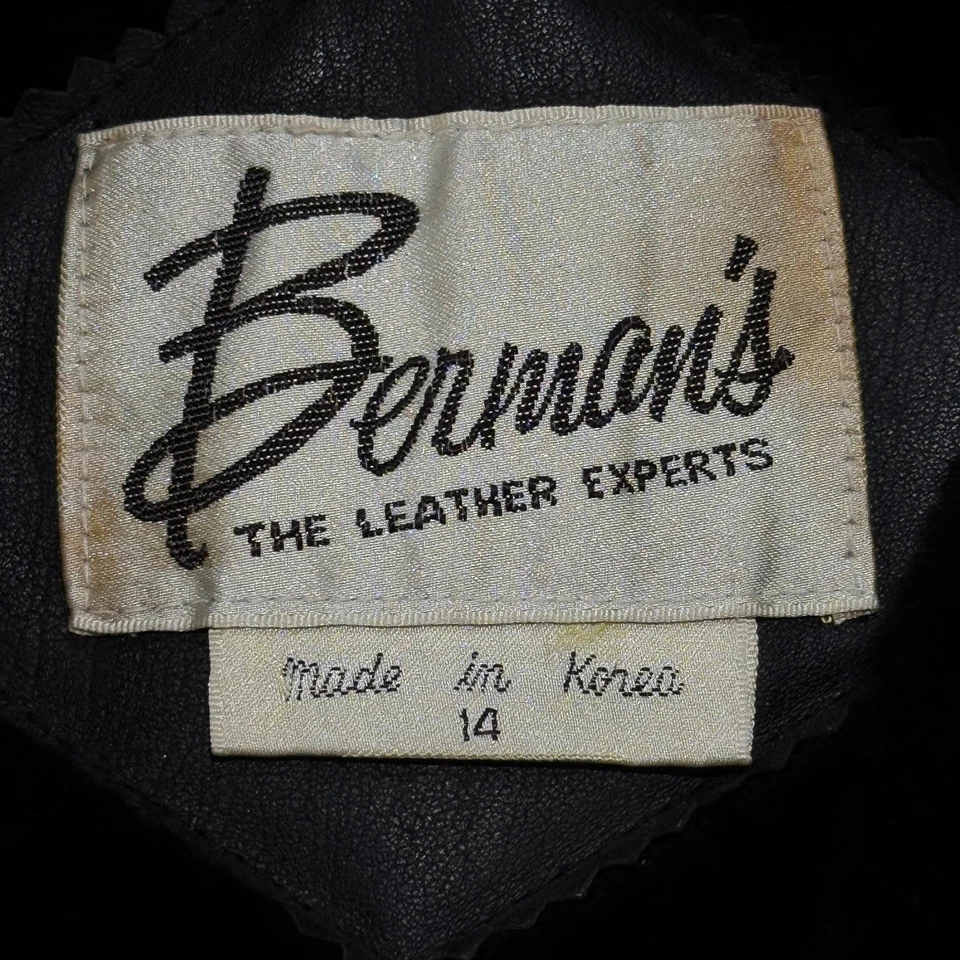 Berman's
THE LEATHER EXPERTS
Made in Korea
14